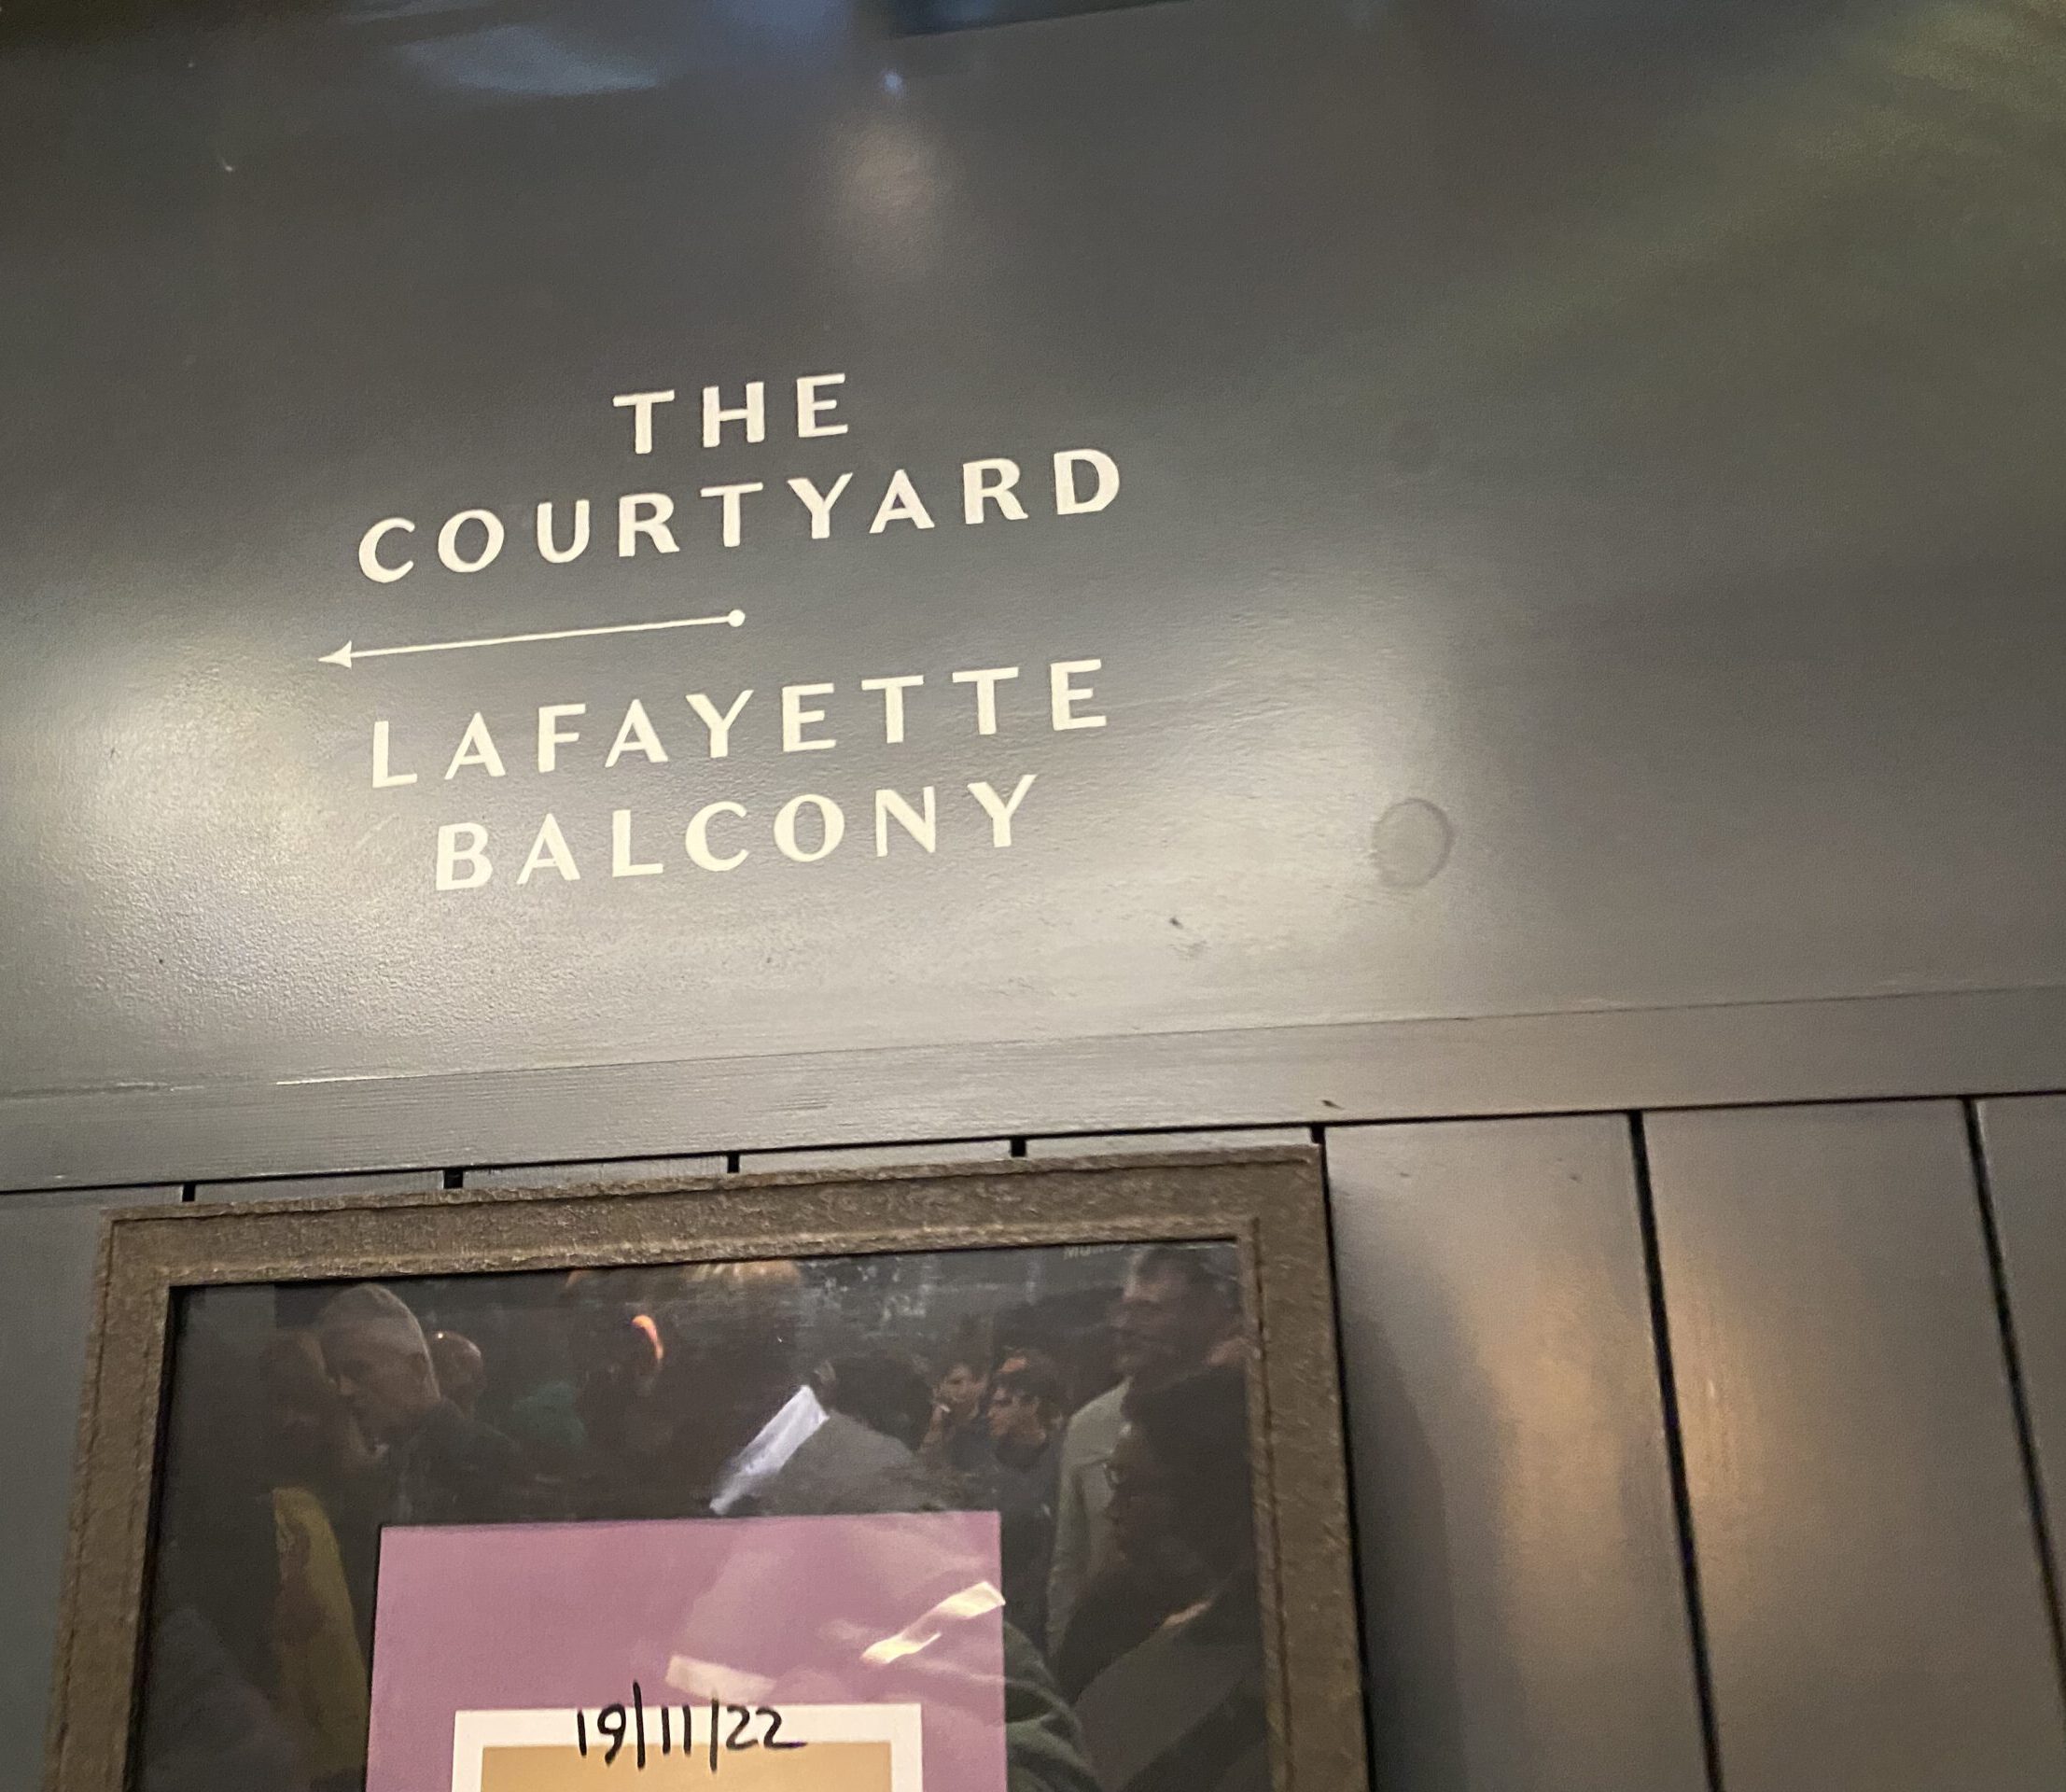 THE
COURTYARD
LAFAYETTE
BALCONY
19/11/22